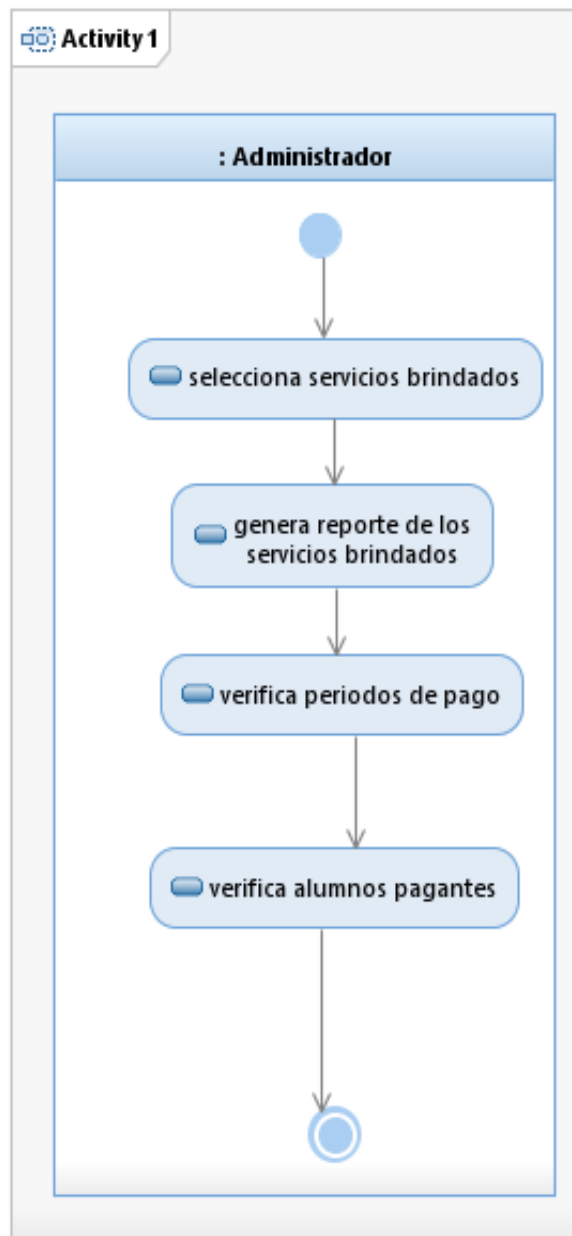 Activity 1
: Administrador
selecciona servicios brindados
genera reporte de los
servicios brindados
verifica periodos de pago
verifica alumnos pagantes